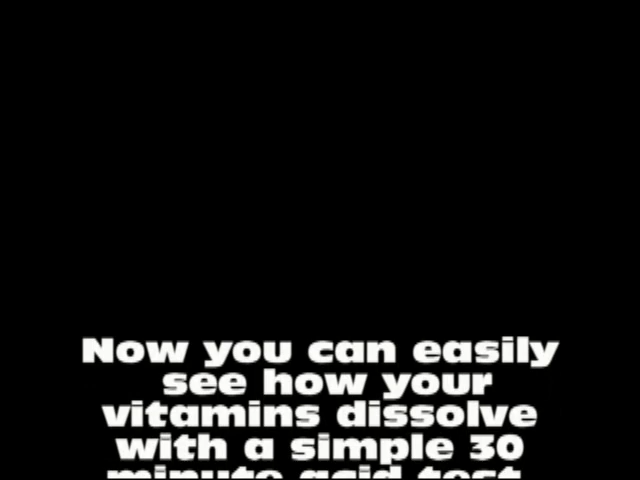 Now you can easily
see how your
vitamins dissolve
with a simple 30
minute acid test